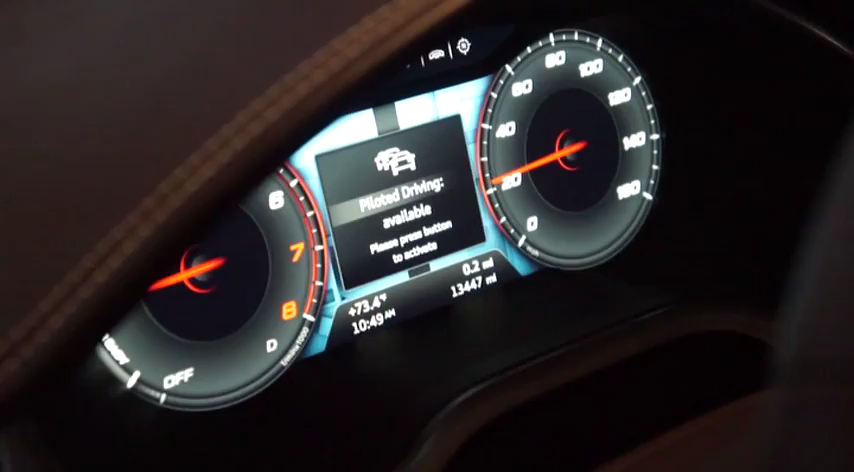 Piloted Driving:
available
Please press button
to activate
+73.4°F
0.2 mi
10:49 AM
13447 mi
6
7
8
D
OFF
0
20
40
60
80
100
120
140
160